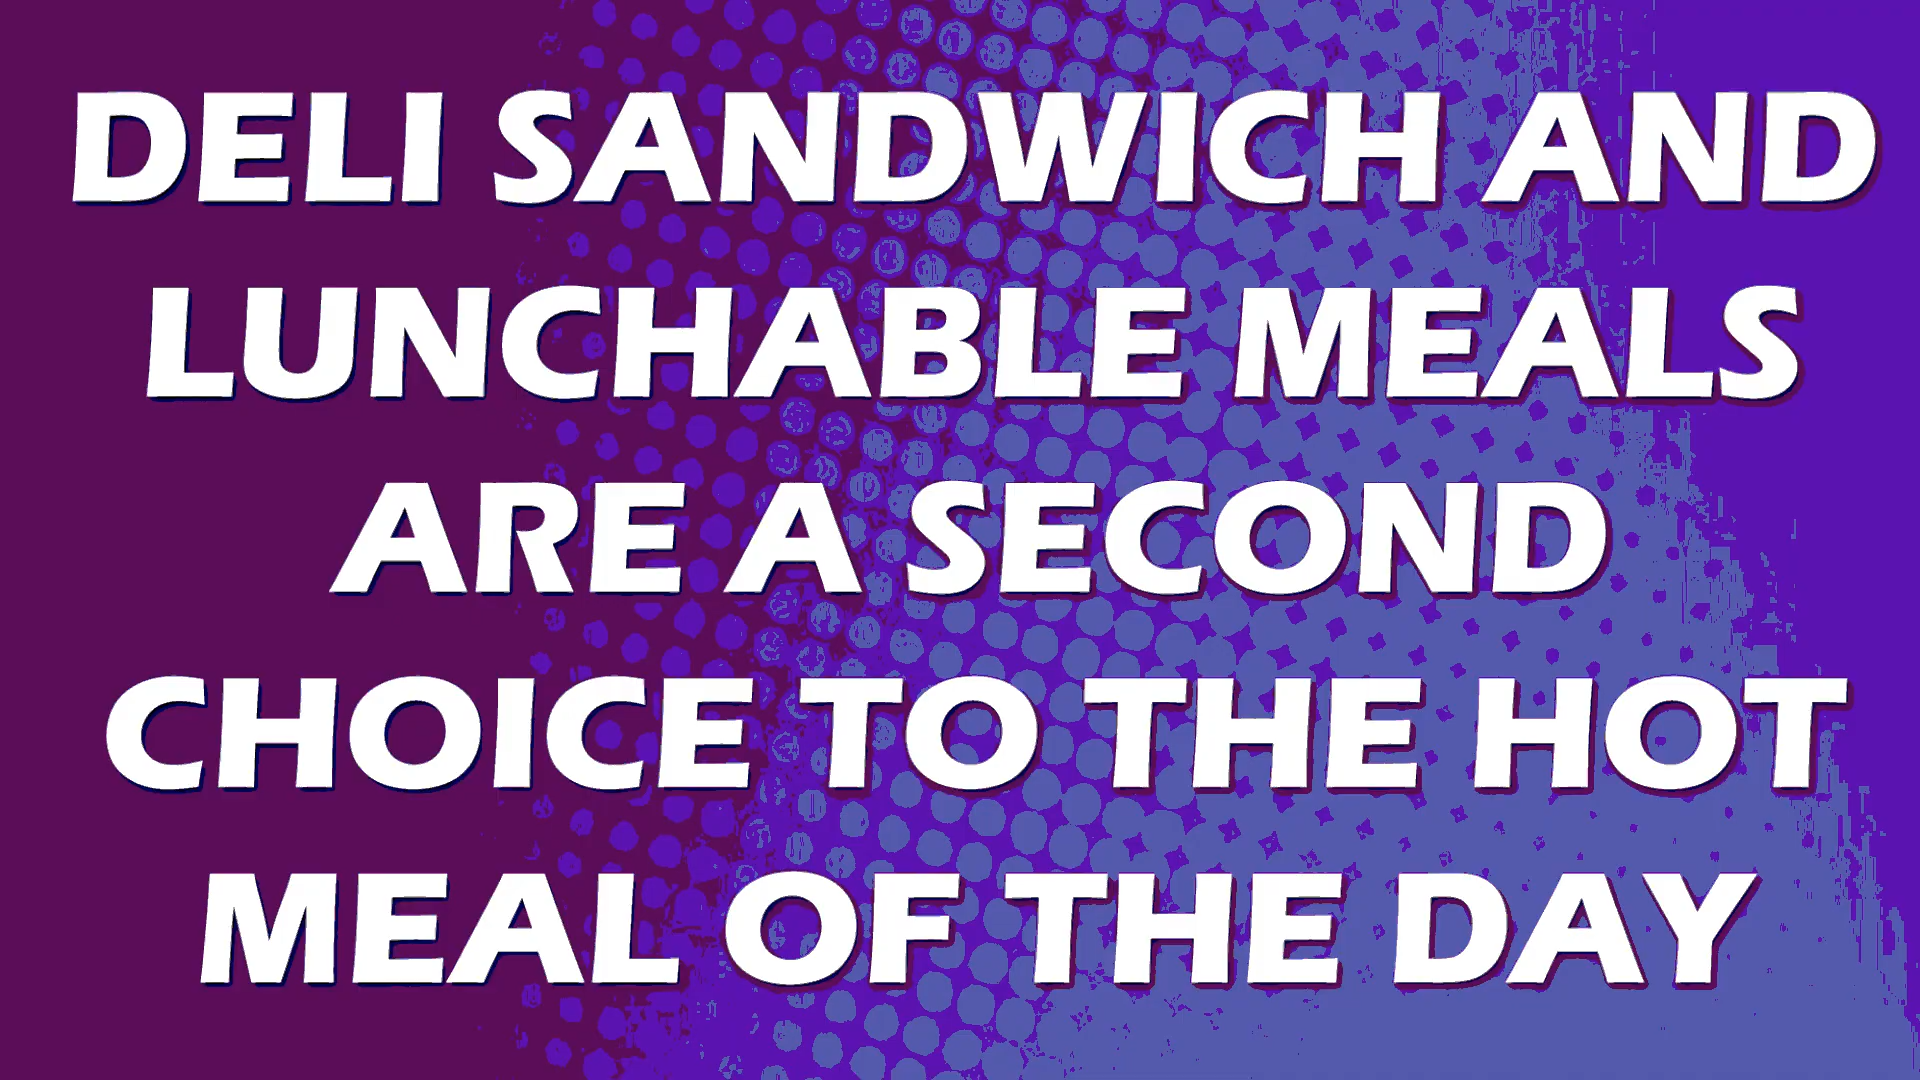 DELI SANDWICH AND
LUNCHABLE MEALS
ARE A SECOND
CHOICE TO THE HOT
MEAL OF THE DAY